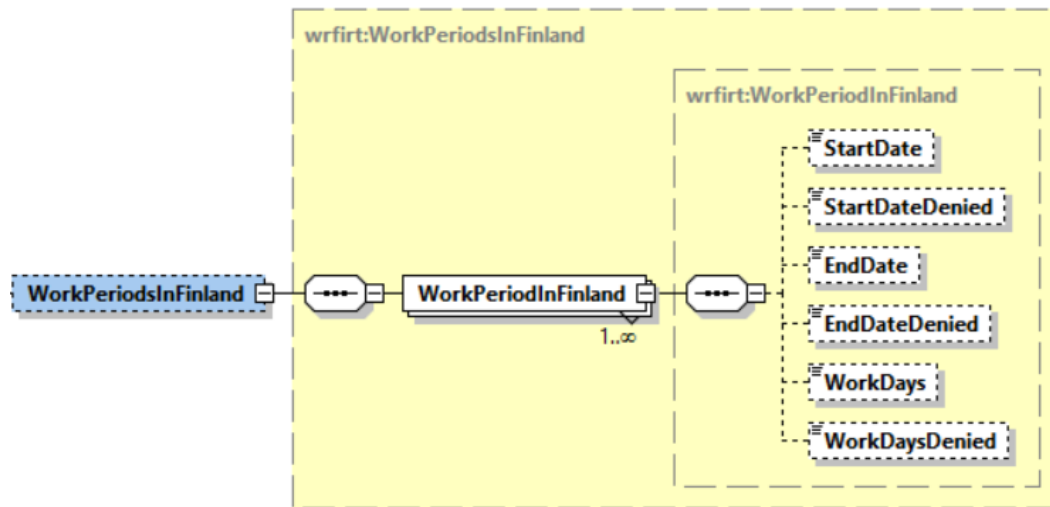 wrfirt:WorkPeriodsInFinland
wrfirt:WorkPeriodInFinland
StartDate
StartDateDenied
EndDate
WorkPeriodsInFinland
WorkPeriodInFinland
1..∞
EndDateDenied
WorkDays
WorkDaysDenied